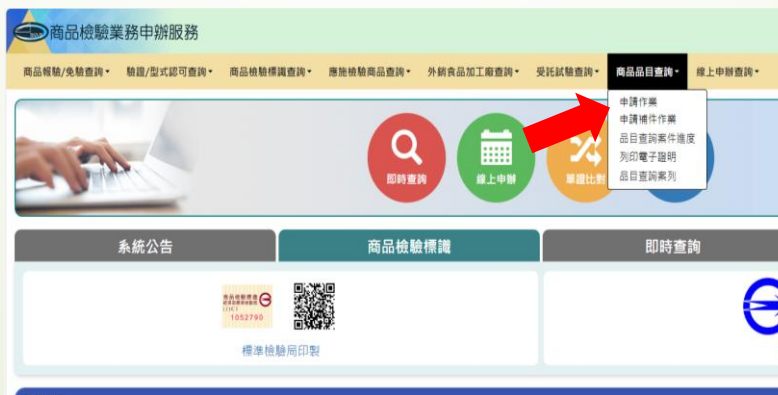 商品檢驗業務申辦服務
商品報驗/免驗查詢
驗證/型式認可查詢
商品檢驗標識查詢
應施檢驗商品查詢
外銷食品加工廠查詢
受託試驗查詢
商品品目查詢
線上申辦查詢
申請作業
申請補件作業
品目查詢案件進度
列印電子證明
品目查詢案列
即時查詢
線上申辦
單證比對
系統公告
商品檢驗標識
即時查詢
商品檢驗標識
1052790
標準檢驗局印製